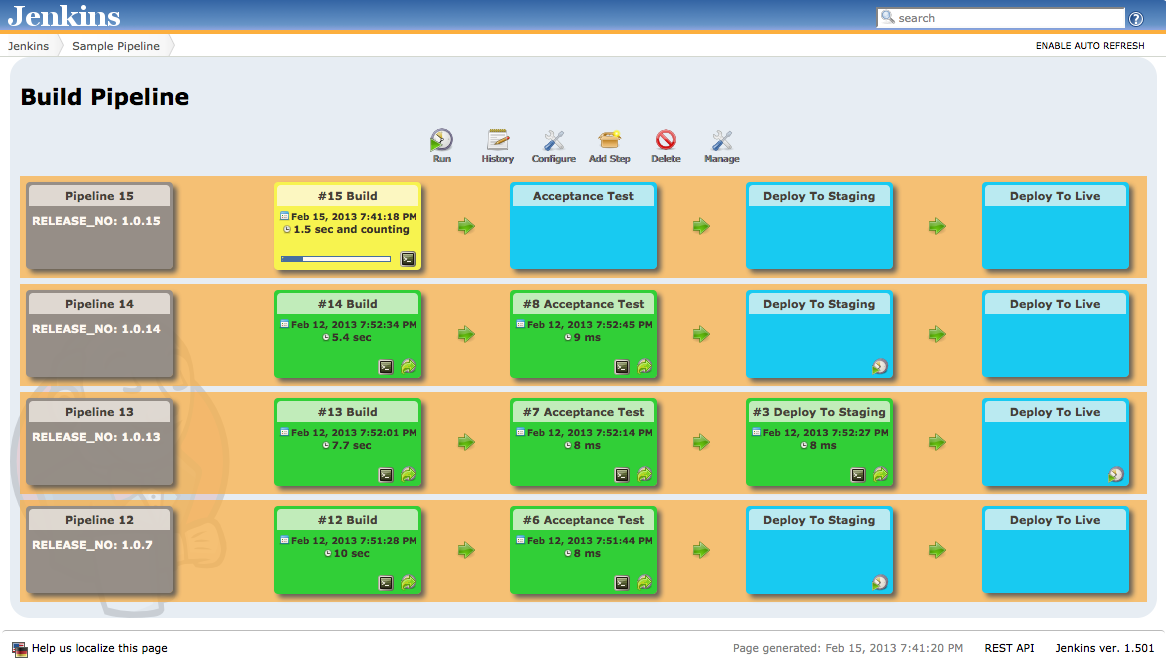 Jenkins
search
Jenkins
Sample Pipeline
ENABLE AUTO REFRESH
Build Pipeline
Run
History
Configure
Add Step
Delete
Manage
Pipeline 15
RELEASE_NO: 1.0.15
#15 Build
Feb 15, 2013 7:41:18 PM
1.5 sec and counting
Acceptance Test
Deploy To Staging
Deploy To Live
Pipeline 14
RELEASE_NO: 1.0.14
#14 Build
Feb 12, 2013 7:52:34 PM
5.4 sec
#8 Acceptance Test
Feb 12, 2013 7:52:45 PM
9 ms
Deploy To Staging
Deploy To Live
Pipeline 13
RELEASE_NO: 1.0.13
#13 Build
Feb 12, 2013 7:52:01 PM
7.7 sec
#7 Acceptance Test
Feb 12, 2013 7:52:14 PM
8 ms
#3 Deploy To Staging
Feb 12, 2013 7:52:27 PM
8 ms
Deploy To Live
Pipeline 12
RELEASE_NO: 1.0.7
#12 Build
Feb 12, 2013 7:51:28 PM
10 sec
#6 Acceptance Test
Feb 12, 2013 7:51:44 PM
8 ms
Deploy To Staging
Deploy To Live
Help us localize this page
Page generated: Feb 15, 2013 7:41:20 PM
REST API
Jenkins ver. 1.501